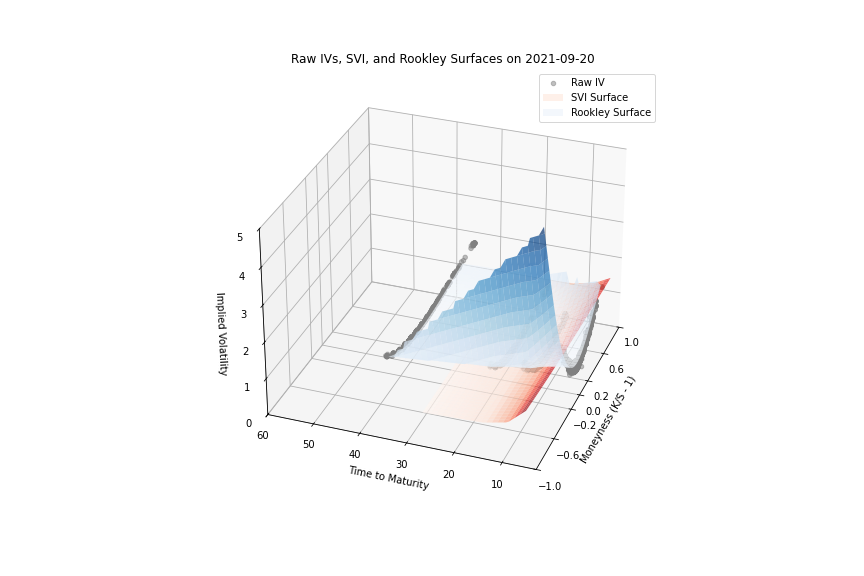 Raw IVs, SVI, and Rookley Surfaces on 2021-09-20
Raw IV
SVI Surface
Rookley Surface
5
4
3
2
1
0
Implied Volatility
60
50
40
30
20
10
Time to Maturity
1.0
0.6
0.2
0.0
−0.2
−0.6
−1.0
Moneyness (K/S - 1)